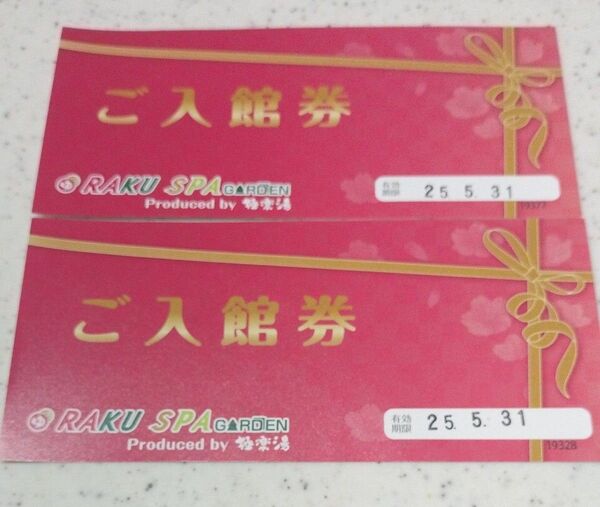 ご入館券
RAKU SPA GARDEN
Produced by 極楽湯
有効期限 25. 5. 31
ご入館券
RAKU SPA GARDEN
Produced by 極楽湯
有効期限 25. 5. 31
19328